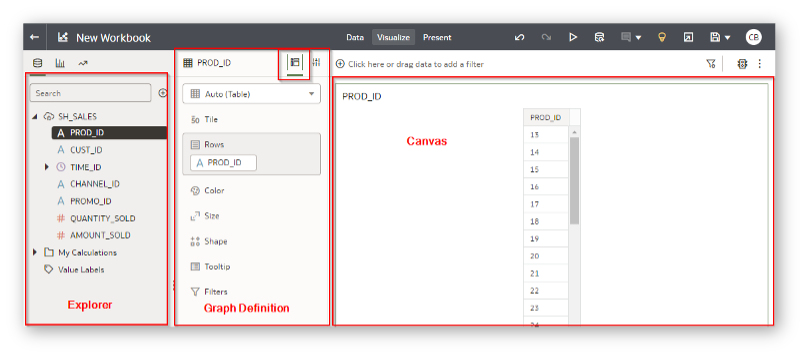 New Workbook
Data Visualize Present
CB
PROD_ID
Click here or drag data to add a filter
Search
SH_SALES
PROD_ID
CUST_ID
TIME_ID
CHANNEL_ID
PROMO_ID
QUANTITY_SOLD
AMOUNT_SOLD
My Calculations
Value Labels
Explorer
Auto (Table)
Tile
Rows
PROD_ID
Color
Size
Shape
Tooltip
Filters
Graph Definition
PROD_ID
PROD_ID
13
14
15
16
17
18
19
20
21
22
23
24
Canvas